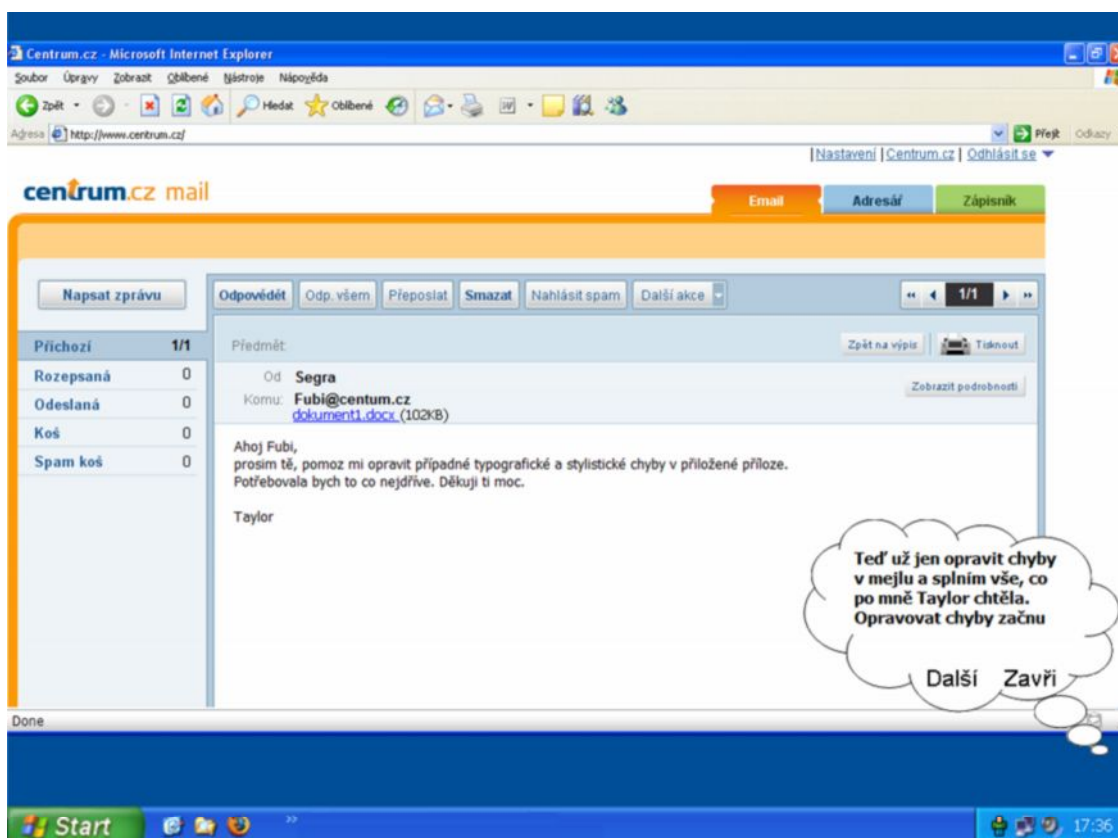 Centrum.cz - Microsoft Internet Explorer
Soubor Úpravy Zobrazit Oblíbené Nástroje Nápověda
Zpět Hledat Oblíbené
Adresa http://www.centrum.cz/ Přejít Odkazy
|Nastavení |Centrum.cz| Odhlásit se
centrum.cz mail
Email Adresář Zápisník
Napsat zprávu
Odpovědět Odp. všem Přeposlat Smazat Nahlásit spam Další akce 1/1
Příchozí 1/1
Rozepsaná 0
Odeslaná 0
Koš 0
Spam koš 0
Předmět: Zpět na výpis Tisknout
Od Segra
Zobrazit podrobnosti
Komu: Fubi@centum.cz
dokument1.docx (102KB)
Ahoj Fubi,
prosim tě, pomoz mi opravit případné typografické a stylistické chyby v přiložené příloze.
Potřebovala bych to co nejdříve. Děkuji ti moc.
Taylor
Teď už jen opravit chyby
v mejlu a splním vše, co
po mně Taylor chtěla.
Opravovat chyby začnu
Další Zavři
Done
Start 17:36